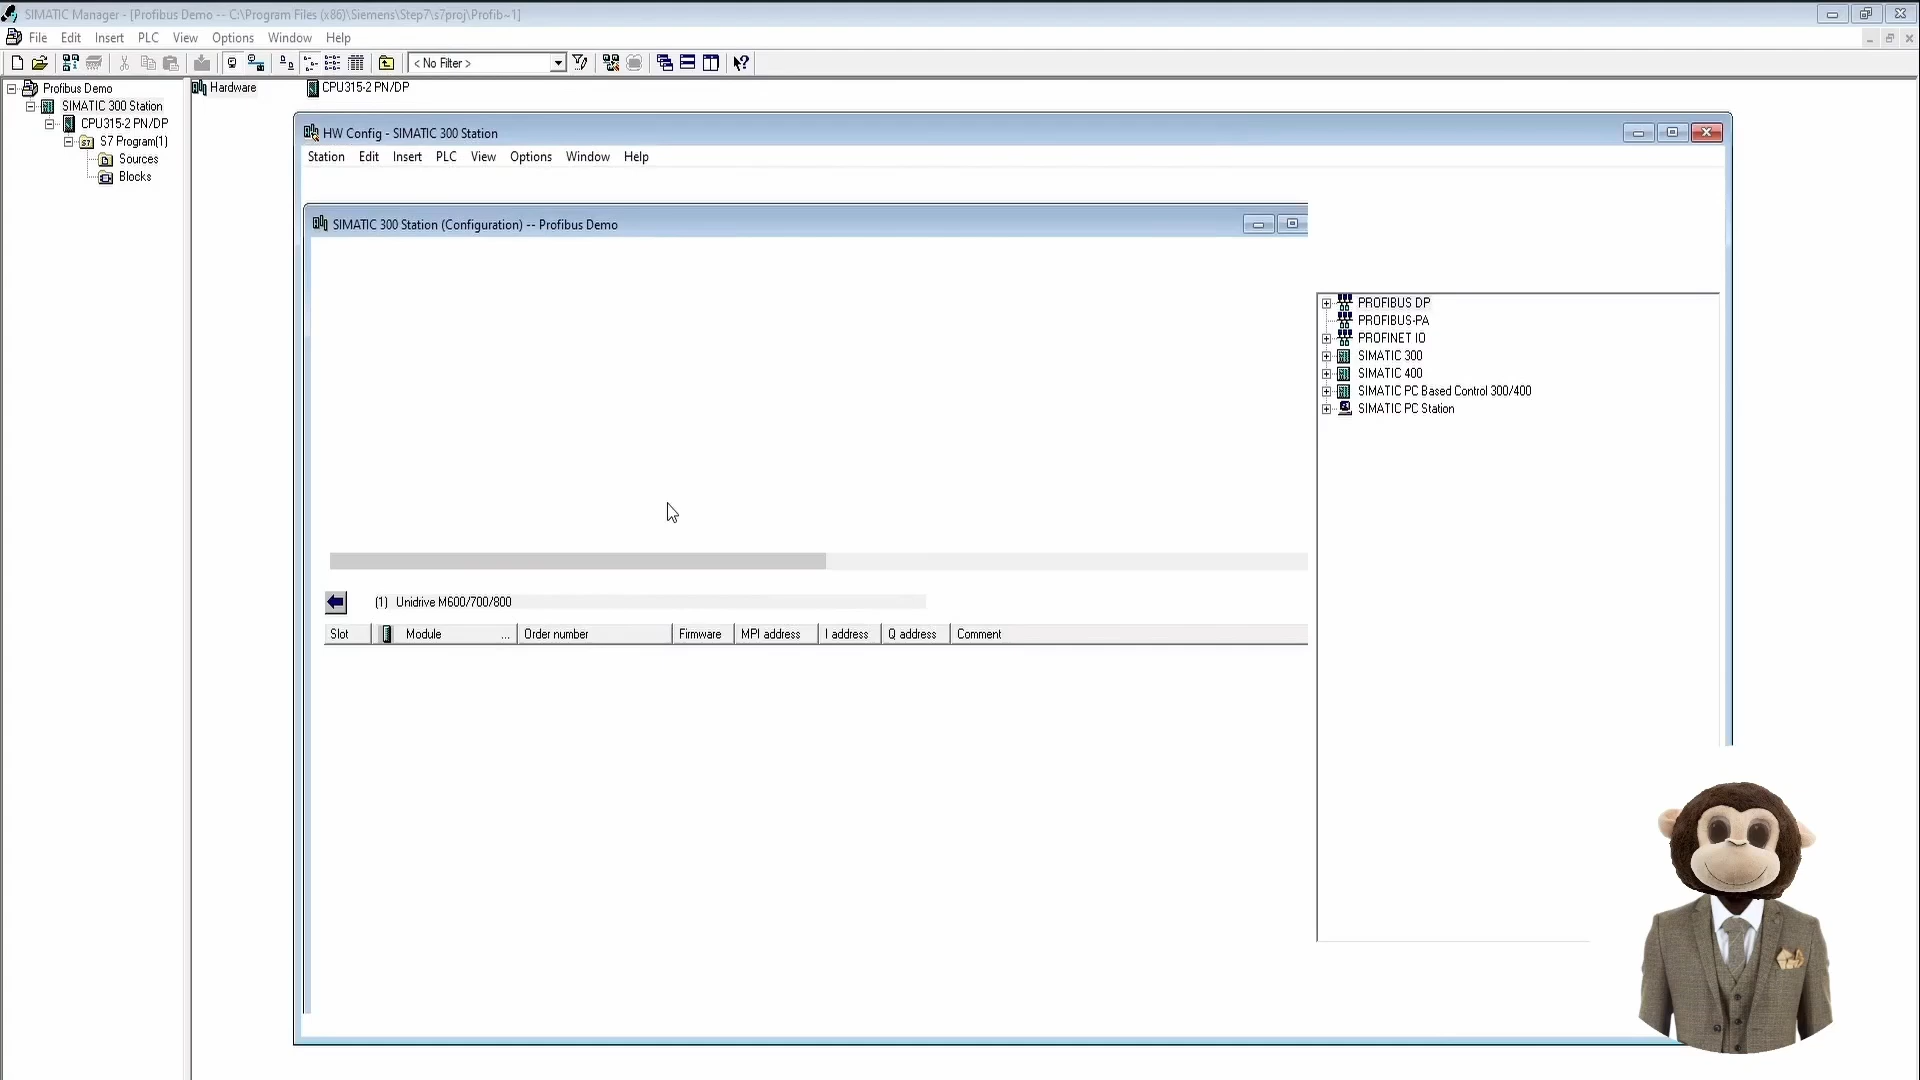 SIMATIC Manager - [Profibus Demo -- C:\Program Files (x86)\Siemens\Step7\s7proj\Profib~1]
File Edit Insert PLC View Options Window Help
< No Filter >
Profibus Demo
SIMATIC 300 Station
CPU315-2 PN/DP
S7 Program(1)
Sources
Blocks
Hardware
CPU315-2 PN/DP
HW Config - SIMATIC 300 Station
Station Edit Insert PLC View Options Window Help
SIMATIC 300 Station (Configuration) -- Profibus Demo
(1) Unidrive M600/700/800
Slot Module ... Order number Firmware MPI address I address Q address Comment
PROFIBUS DP
PROFIBUS-PA
PROFINET IO
SIMATIC 300
SIMATIC 400
SIMATIC PC Based Control 300/400
SIMATIC PC Station